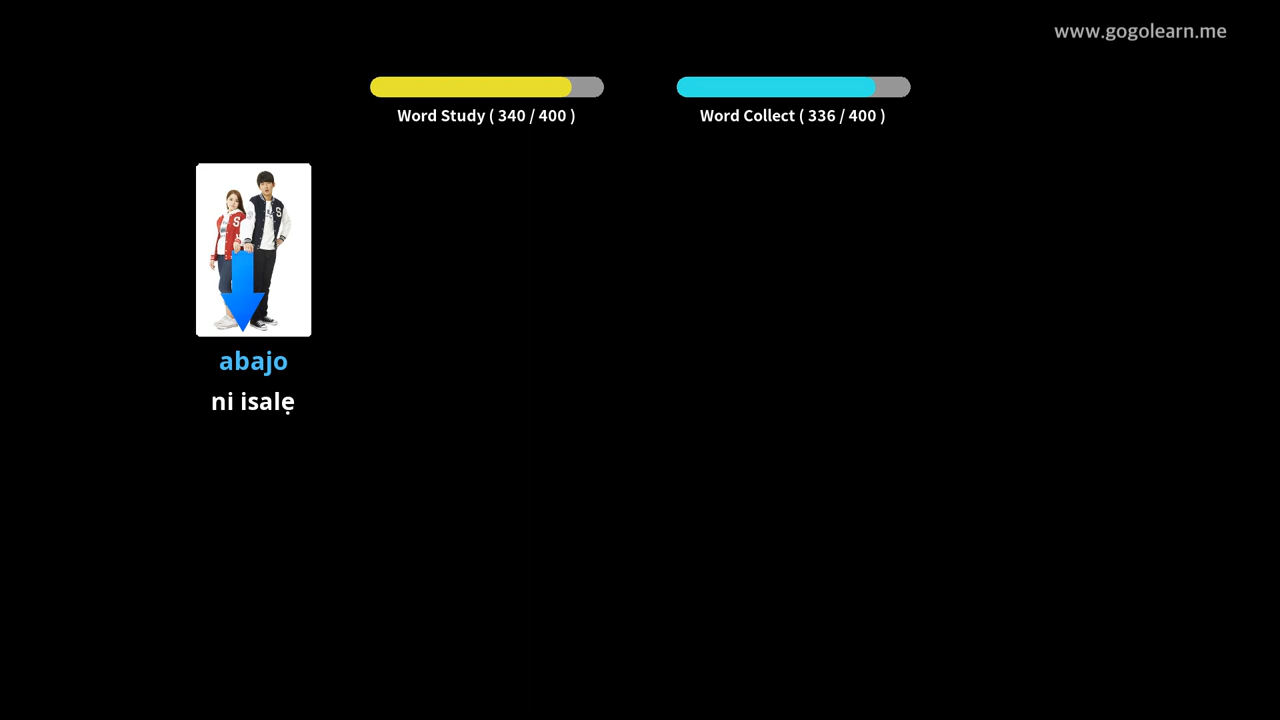 www.gogolearn.me
Word Study ( 340 / 400 )
Word Collect ( 336 / 400 )
S
S
abajo
ni isalẹ